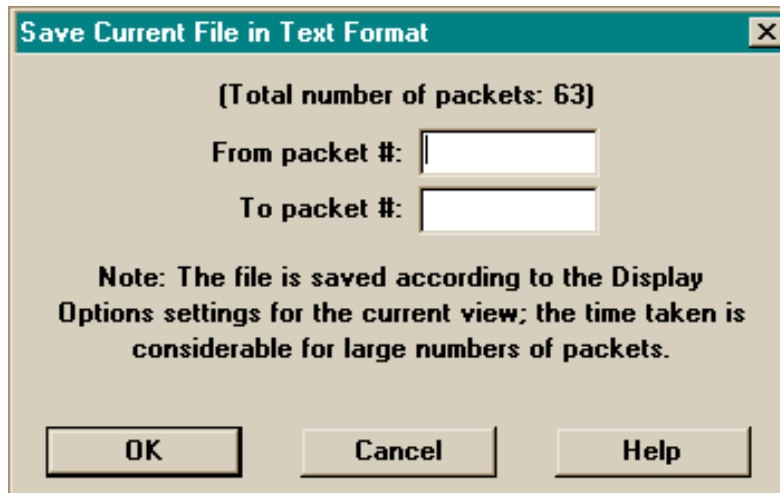 Save Current File in Text Format
(Total number of packets: 63)
From packet #:
To packet #:
Note: The file is saved according to the Display
Options settings for the current view; the time taken is
considerable for large numbers of packets.
OK Cancel Help